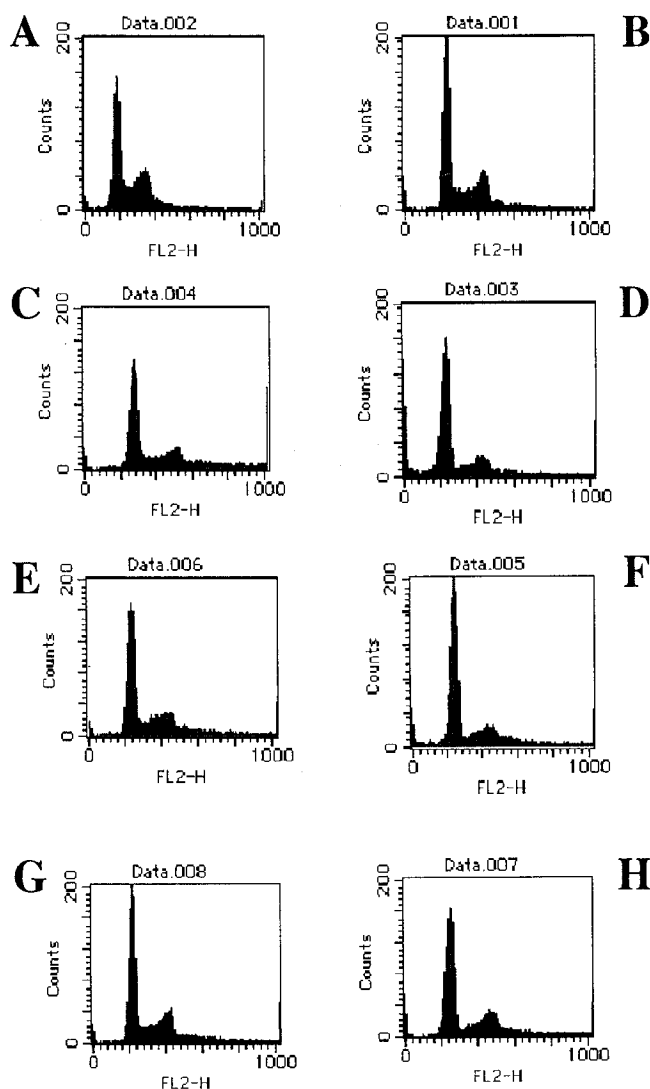 A
Data.002
200
Counts
0
0 1000
FL2-H
B
Data.001
200
Counts
0
0 1000
FL2-H
C
Data.004
200
Counts
0
0 1000
FL2-H
D
Data.003
200
Counts
0
0 1000
FL2-H
E
Data.006
200
Counts
0
0 1000
FL2-H
F
Data.005
200
Counts
0
0 1000
FL2-H
G
Data.008
200
Counts
0
0 1000
FL2-H
H
Data.007
200
Counts
0
0 1000
FL2-H